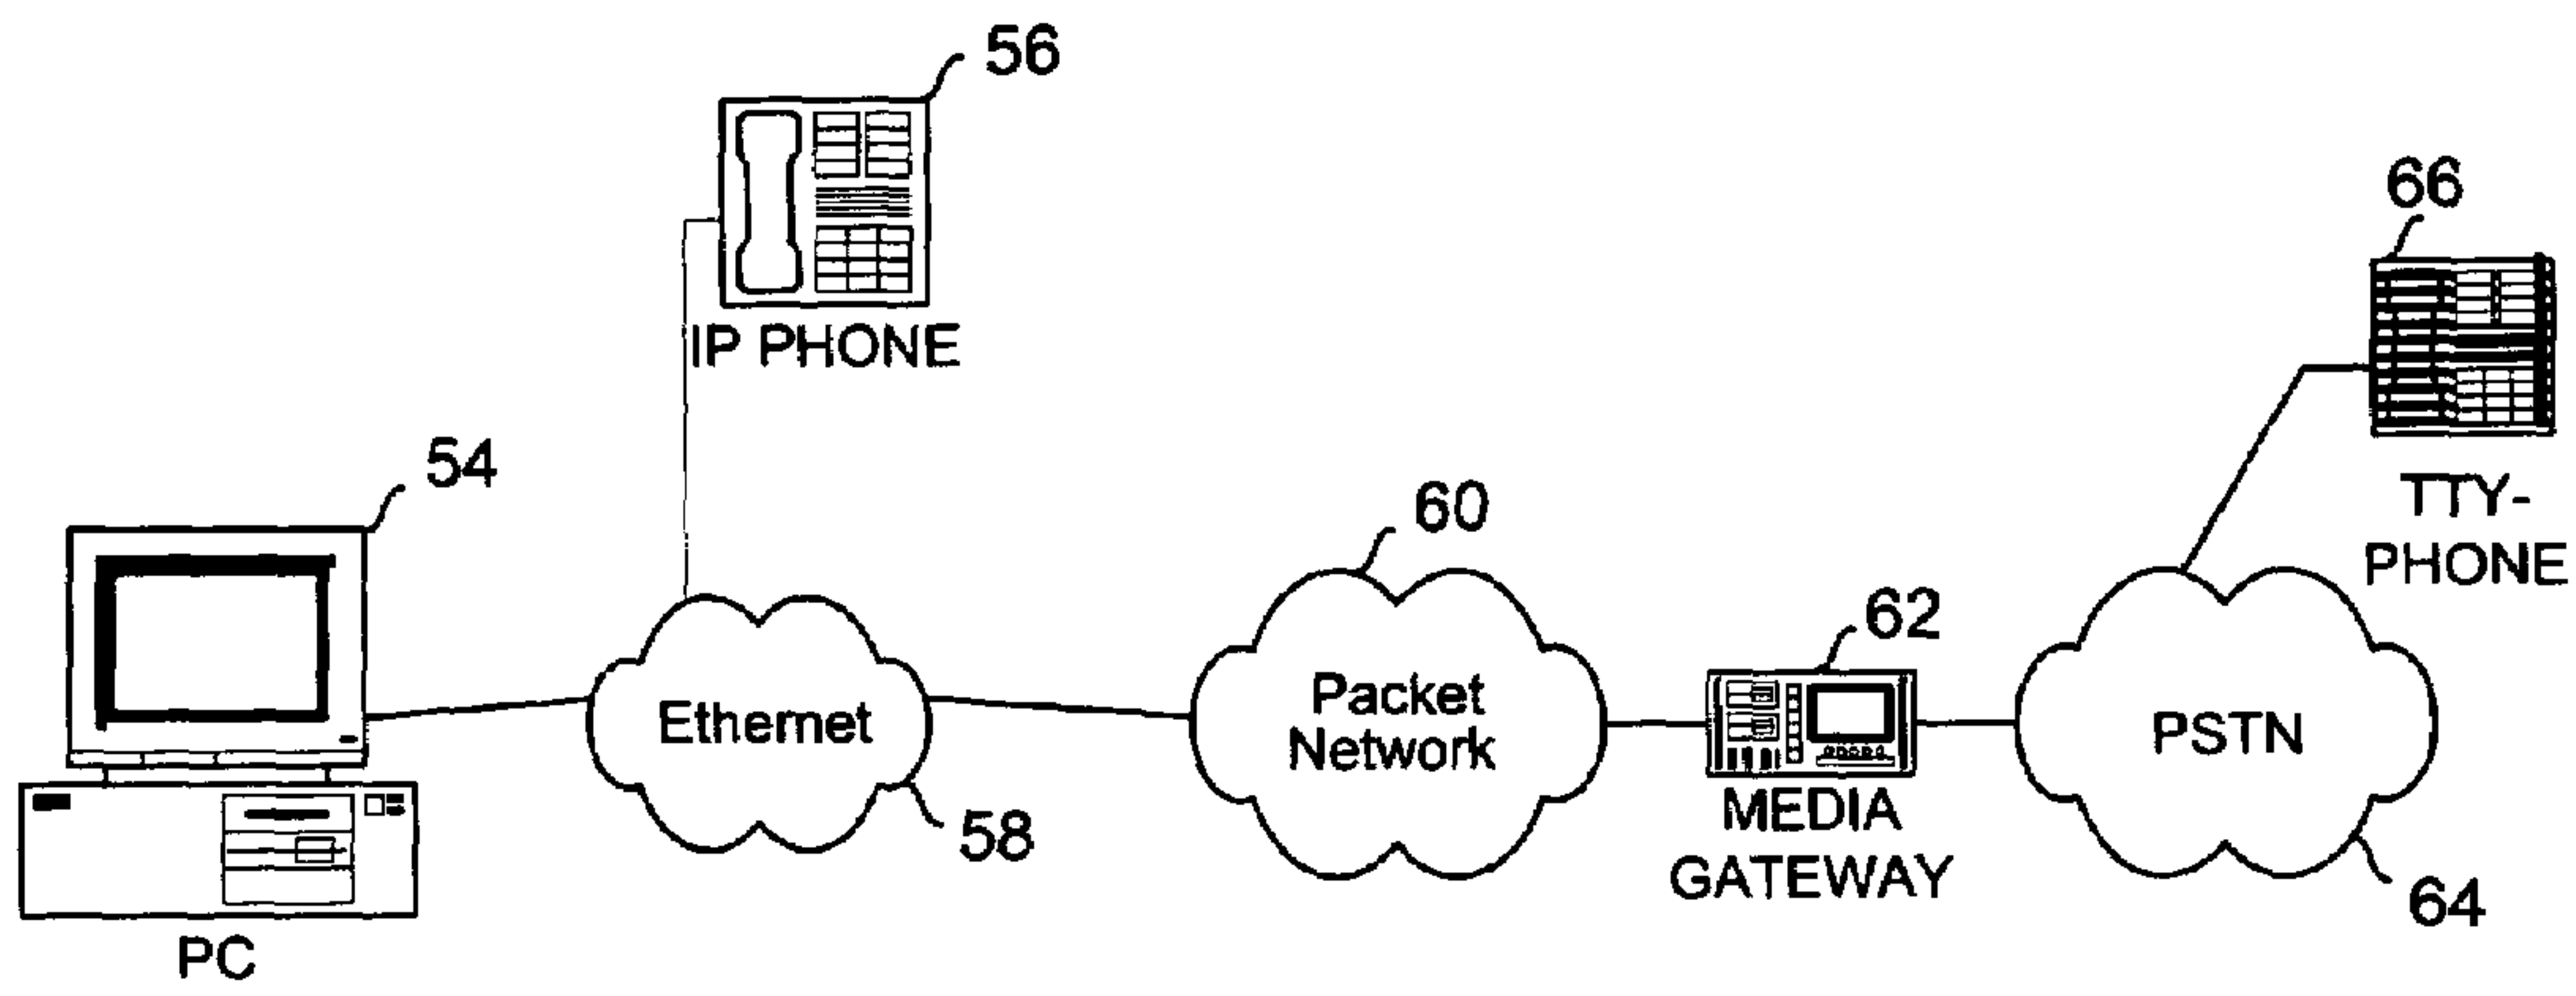 56
IP PHONE
66
TTY-
PHONE
54
PC
Ethernet
58
60
Packet
Network
62
MEDIA
GATEWAY
PSTN
64